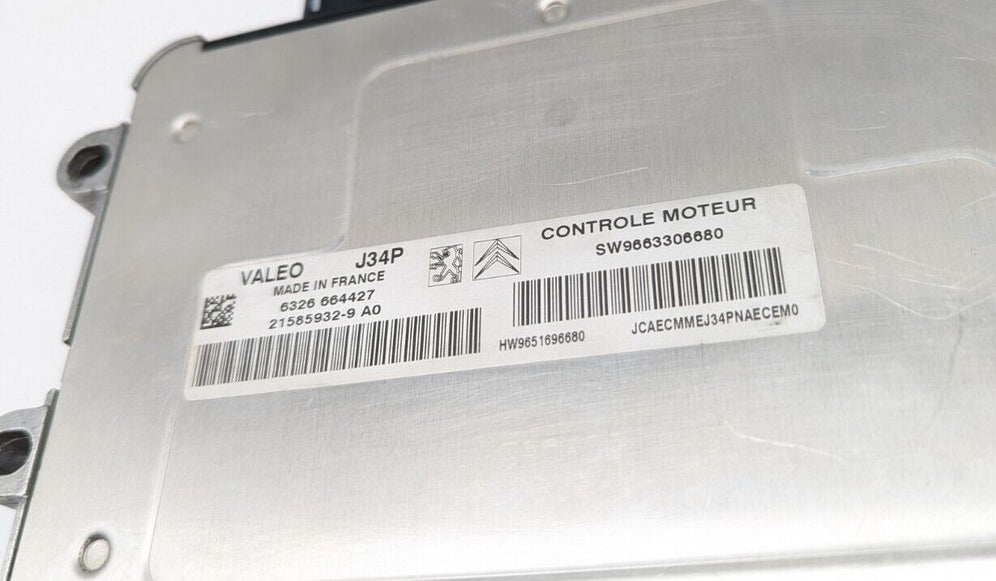 VALEO J34P
MADE IN FRANCE
6326 664427
21585932-9 A0
CONTROLE MOTEUR
SW9663306680
HW9651696680
JCAECMMEJ34PNAECEM0